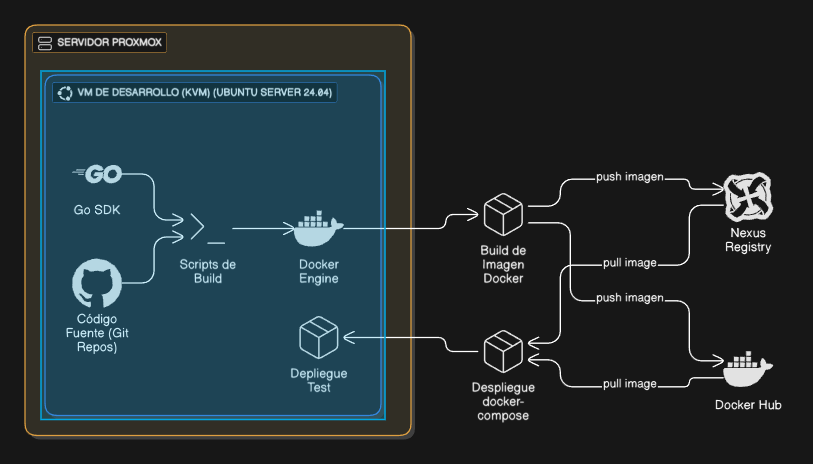 SERVIDOR PROXMOX
VM DE DESARROLLO (KVM) (UBUNTU SERVER 24.04)
GO
Go SDK
Código
Fuente (Git
Repos)
Scripts de
Build
Docker
Engine
Depliegue
Test
Build de
Imagen
Docker
Despliegue
docker-
compose
push imagen
pull image
push imagen
pull image
Nexus
Registry
Docker Hub